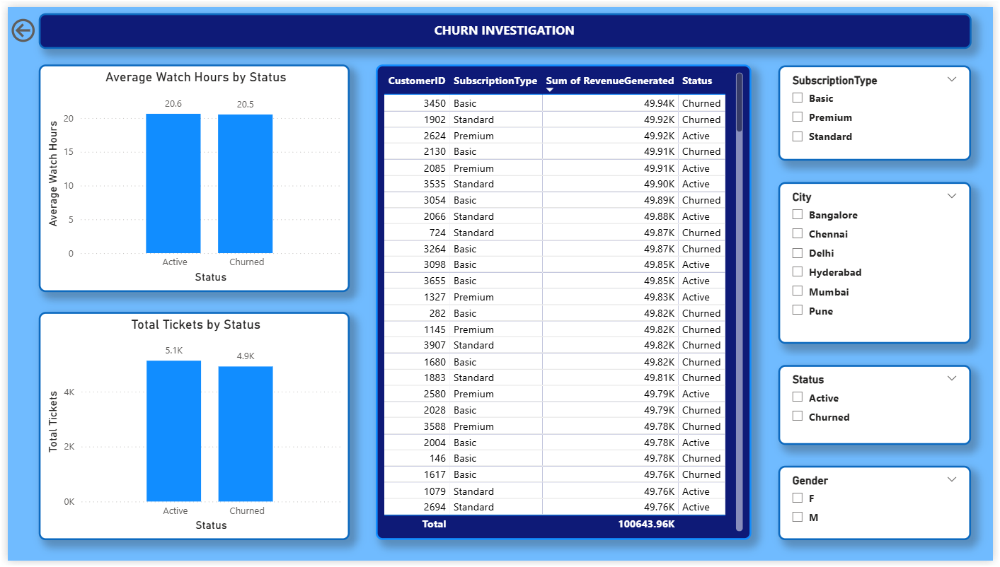 CHURN INVESTIGATION
Average Watch Hours by Status
20.6
20.5
20
15
10
5
0
Average Watch Hours
Active
Churned
Status
Total Tickets by Status
5.1K
4.9K
4K
2K
0K
Total Tickets
Active
Churned
Status
CustomerID SubscriptionType Sum of RevenueGenerated Status
3450 Basic 49.94K Churned
1902 Standard 49.92K Churned
2624 Premium 49.92K Active
2130 Basic 49.91K Churned
2085 Premium 49.91K Active
3535 Standard 49.90K Active
3054 Basic 49.89K Churned
2066 Standard 49.88K Active
724 Standard 49.87K Churned
3264 Basic 49.87K Churned
3098 Basic 49.85K Active
3655 Basic 49.85K Active
1327 Premium 49.83K Active
282 Basic 49.82K Churned
1145 Premium 49.82K Churned
3907 Standard 49.82K Churned
1680 Basic 49.82K Churned
1883 Standard 49.81K Churned
2580 Premium 49.79K Active
2028 Basic 49.79K Churned
3588 Premium 49.78K Churned
2004 Basic 49.78K Active
146 Basic 49.78K Churned
1617 Basic 49.76K Churned
1079 Standard 49.76K Active
2694 Standard 49.76K Active
Total 100643.96K
SubscriptionType
Basic
Premium
Standard
City
Bangalore
Chennai
Delhi
Hyderabad
Mumbai
Pune
Status
Active
Churned
Gender
F
M